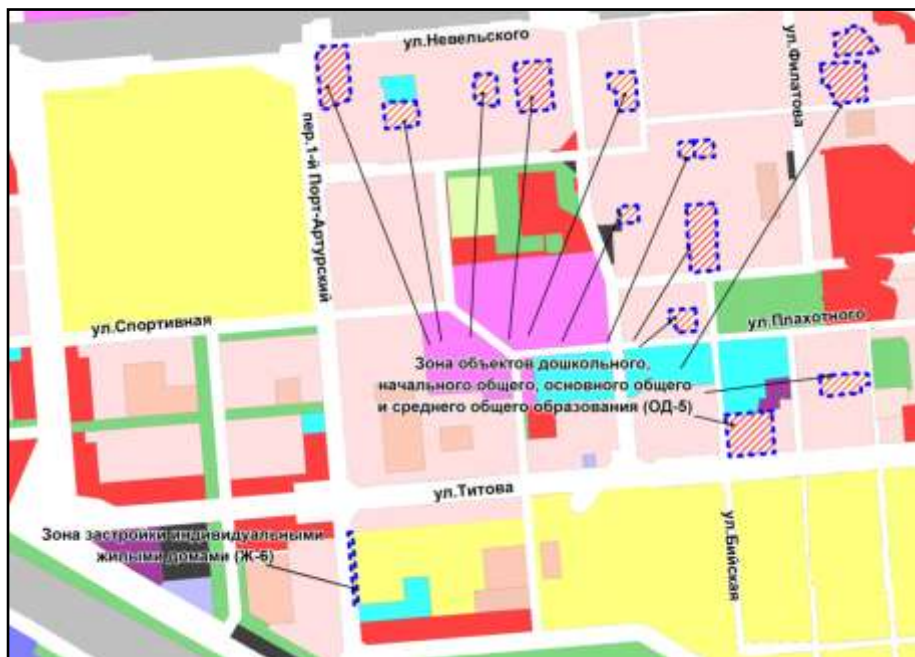 ул.Невельского
ул.Филатова
пер.1-й Порт-Артурский
ул.Спортивная
ул.Плахотного
Зона объектов дошкольного,
начального общего, основного общего
и среднего общего образования (ОД-5)
ул.Титова
Зона застройки индивидуальными
жилыми домами (Ж-6)
ул.Бийская